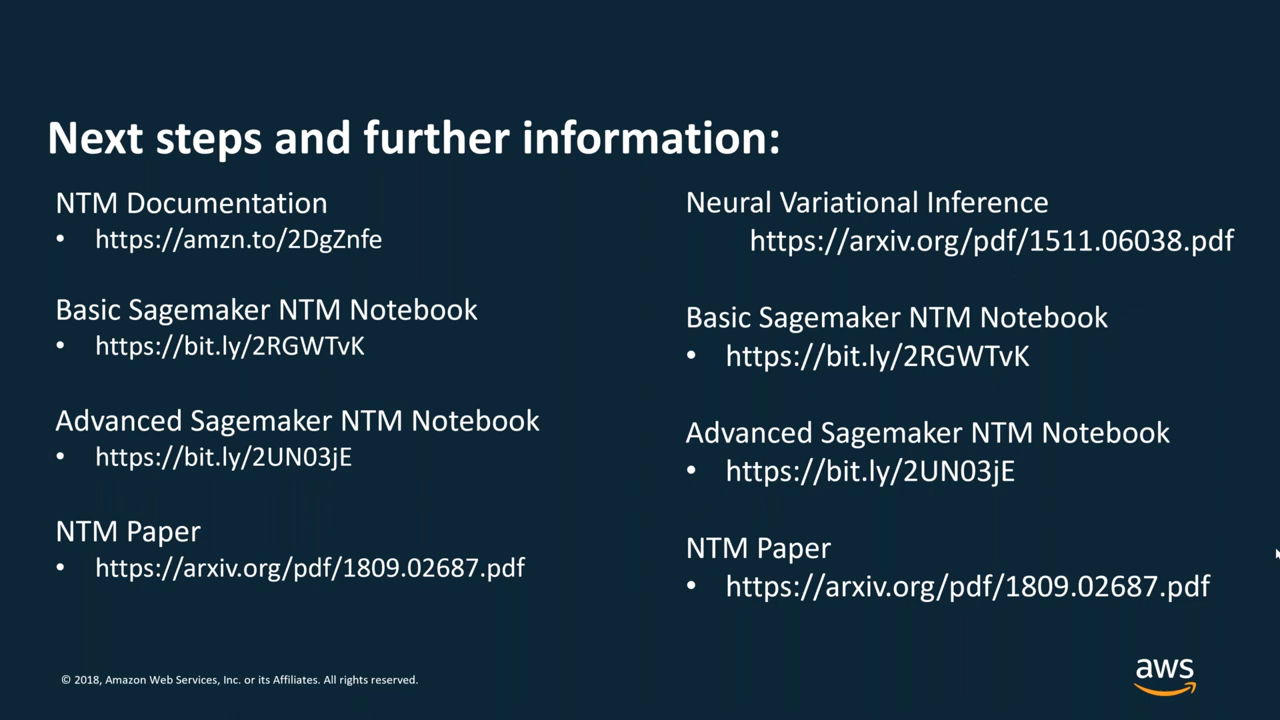 Next steps and further information:
NTM Documentation
• https://amzn.to/2DgZnfe
Basic Sagemaker NTM Notebook
• https://bit.ly/2RGWTvK
Advanced Sagemaker NTM Notebook
• https://bit.ly/2UN03jE
NTM Paper
• https://arxiv.org/pdf/1809.02687.pdf
Neural Variational Inference
https://arxiv.org/pdf/1511.06038.pdf
Basic Sagemaker NTM Notebook
• https://bit.ly/2RGWTvK
Advanced Sagemaker NTM Notebook
• https://bit.ly/2UN03jE
NTM Paper
• https://arxiv.org/pdf/1809.02687.pdf
© 2018, Amazon Web Services, Inc. or its Affiliates. All rights reserved.
aws